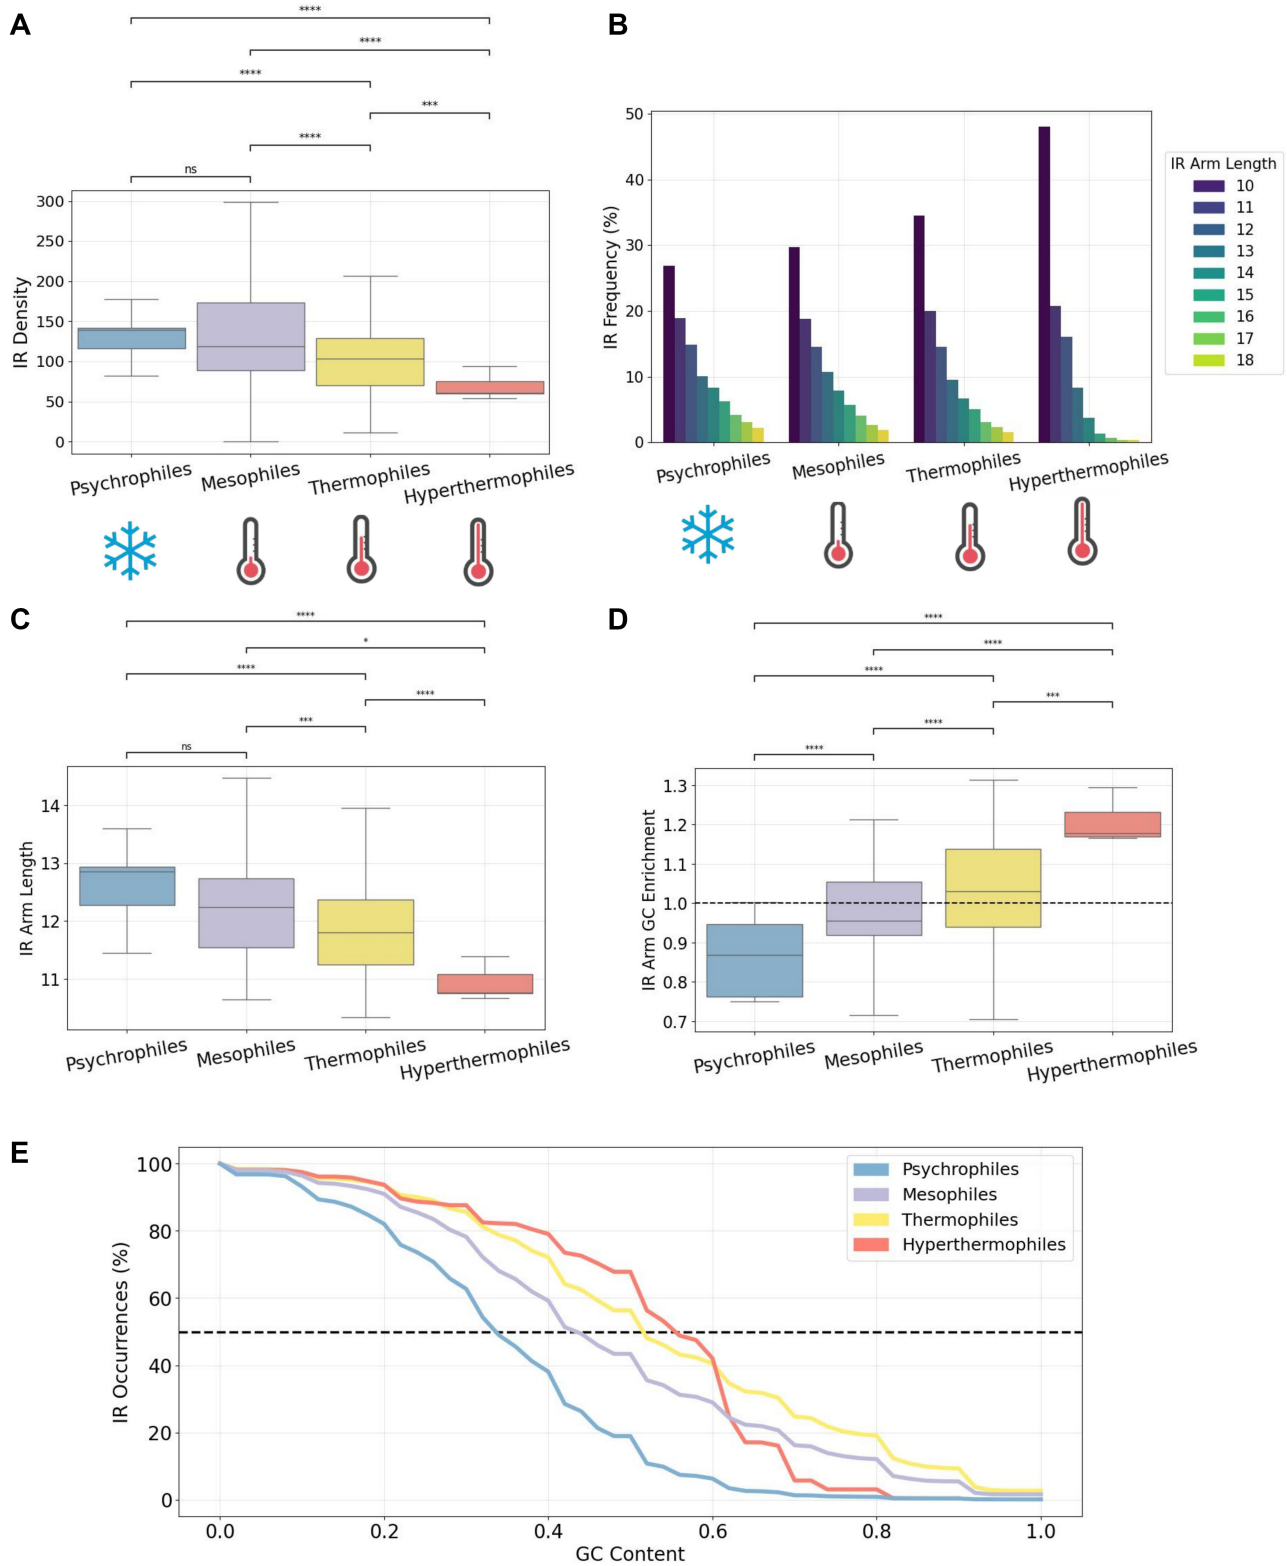 A
****
****
****
***
****
ns
IR Density
300
250
200
150
100
50
0
Psychrophiles
Mesophiles
Thermophiles
Hyperthermophiles
B
IR Frequency (%)
50
40
30
20
10
0
Psychrophiles
Mesophiles
Thermophiles
Hyperthermophiles
IR Arm Length
10
11
12
13
14
15
16
17
18
C
****
*
****
****
***
ns
IR Arm Length
14
13
12
11
Psychrophiles
Mesophiles
Thermophiles
Hyperthermophiles
D
****
****
****
***
****
****
IR Arm GC Enrichment
1.3
1.2
1.1
1.0
0.9
0.8
0.7
Psychrophiles
Mesophiles
Thermophiles
Hyperthermophiles
E
IR Occurrences (%)
100
80
60
40
20
0
Psychrophiles
Mesophiles
Thermophiles
Hyperthermophiles
0.0
0.2
0.4
0.6
0.8
1.0
GC Content